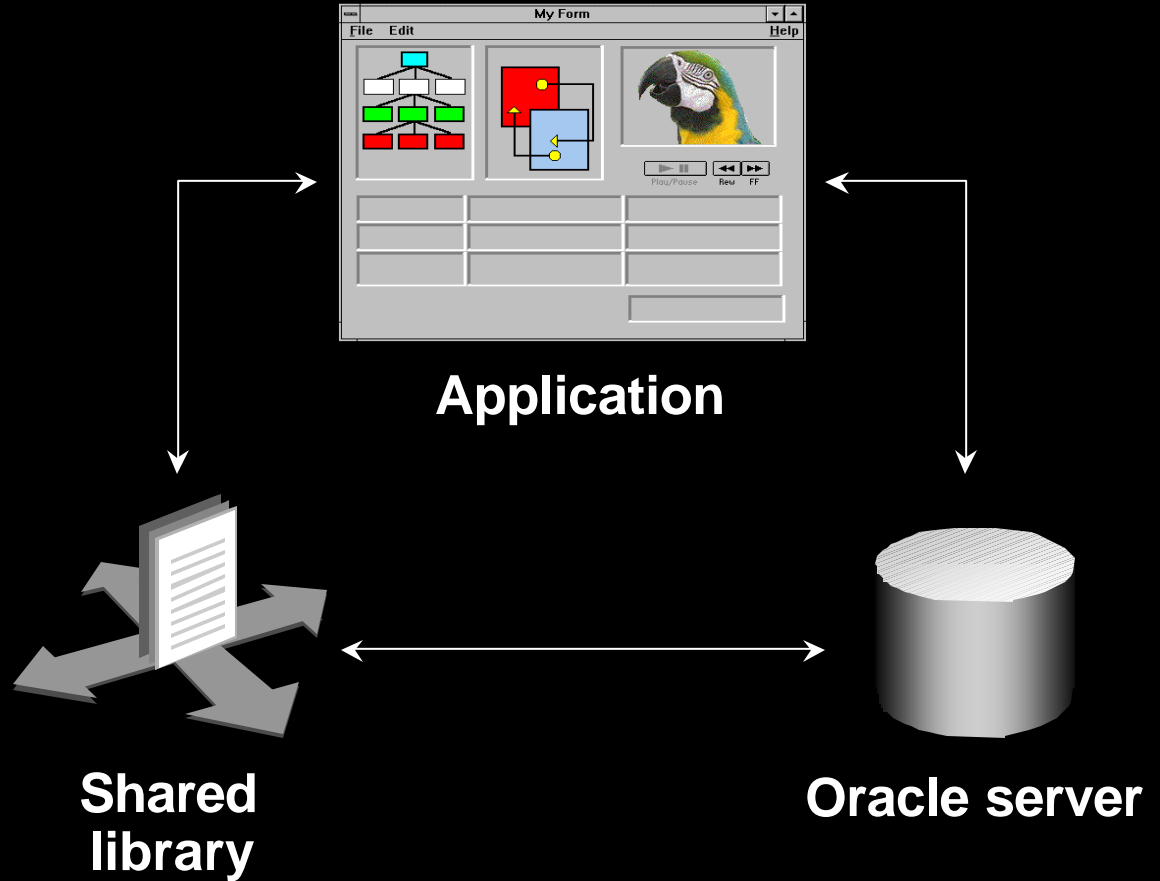 My Form
File Edit Help
Play/Pause Rew FF
Application
Shared
library
Oracle server